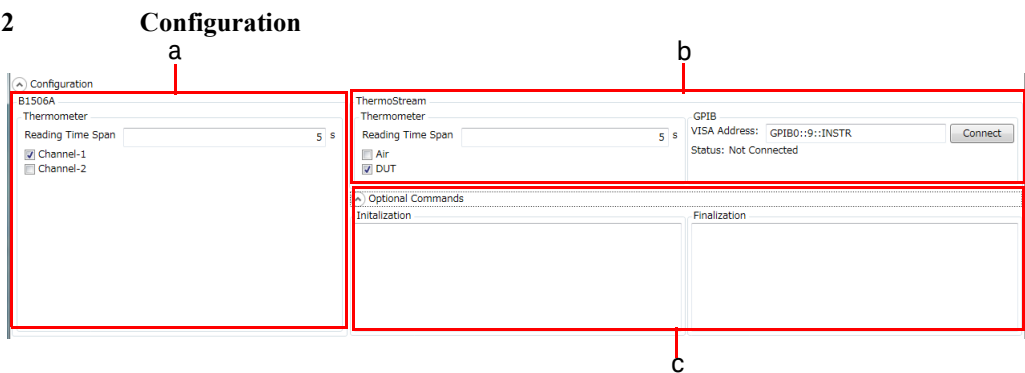 2 Configuration
a
b
Configuration
B1506A
Thermometer
Reading Time Span 5 s
Channel-1
Channel-2
ThermoStream
Thermometer
Reading Time Span 5 s
Air
DUT
GPIB
VISA Address: GPIB0::9::INSTR Connect
Status: Not Connected
Optional Commands
Initalization
Finalization
c